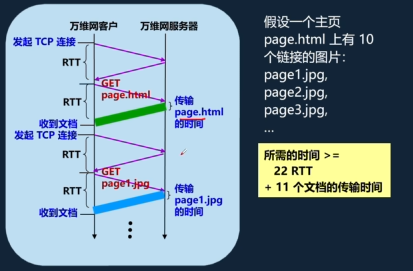 万维网客户
万维网服务器
发起 TCP 连接
RTT
GET
page.html
RTT
传输
page.html
的时间
收到文档
发起 TCP 连接
RTT
GET
page1.jpg
RTT
传输
page1.jpg
的时间
收到文档
假设一个主页
page.html 上有 10
个链接的图片：
page1.jpg,
page2.jpg,
page3.jpg,
...
所需的时间 >=
22 RTT
+ 11 个文档的传输时间